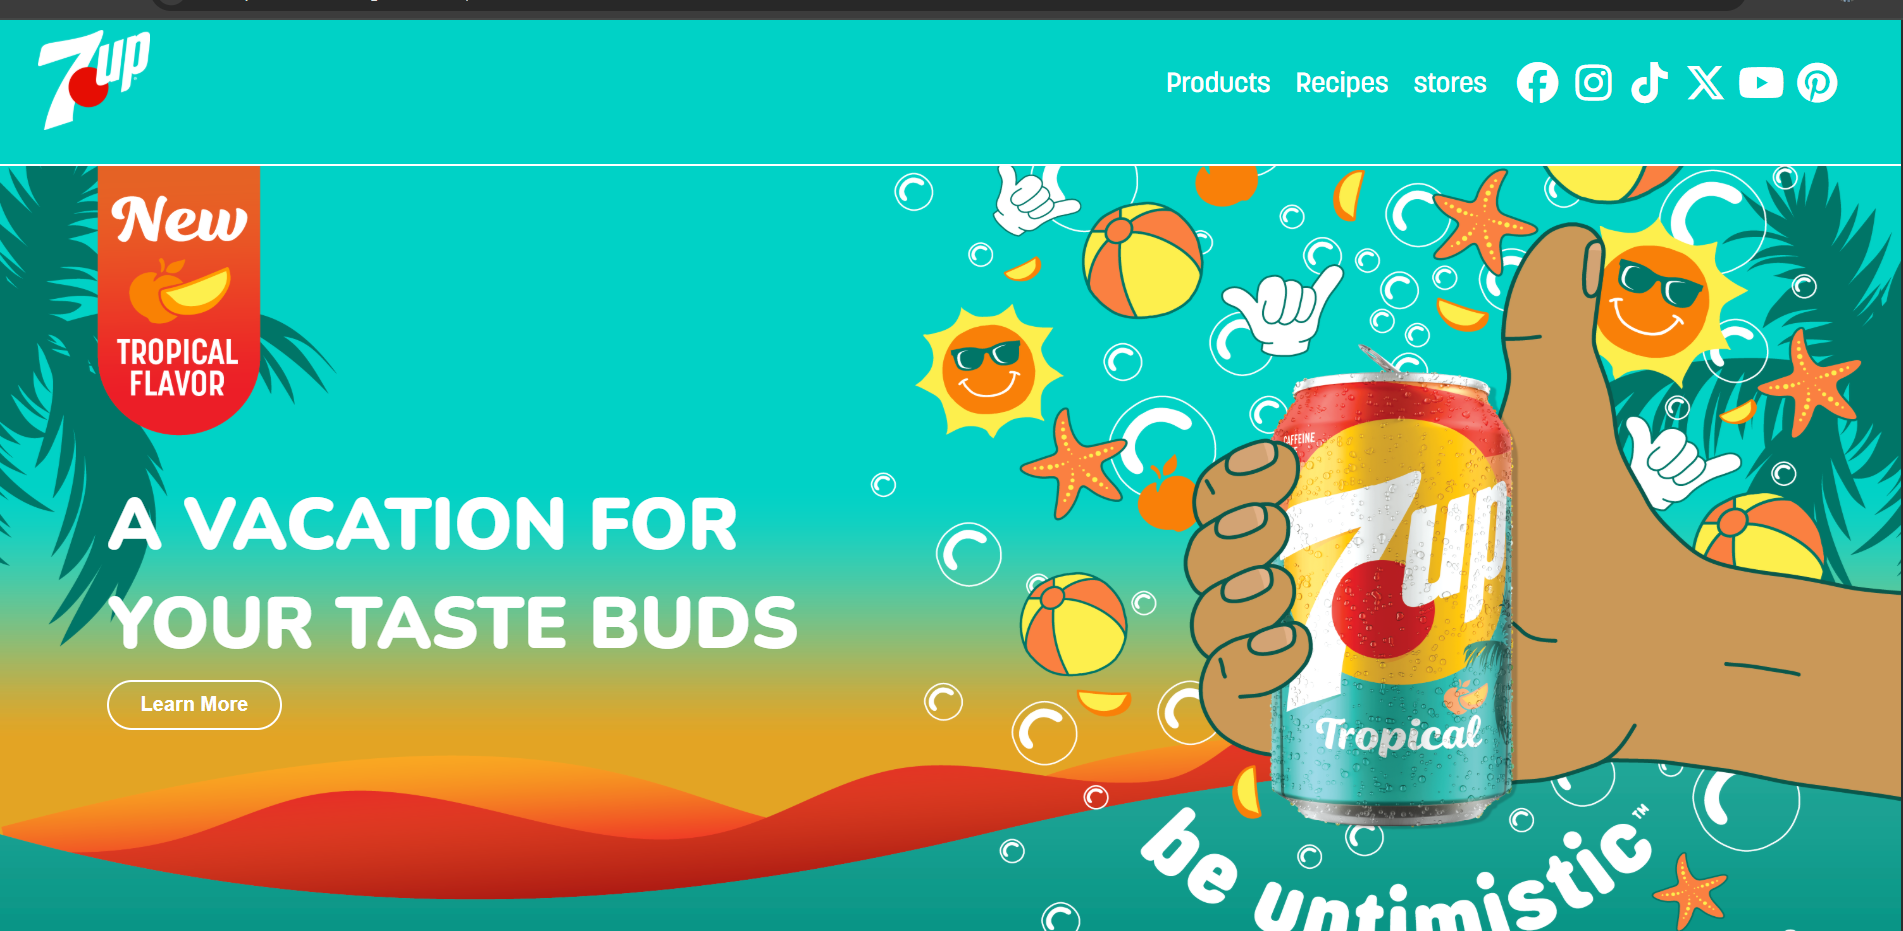 7up
Products Recipes stores
New
TROPICAL
FLAVOR
A VACATION FOR
YOUR TASTE BUDS
Learn More
CAFFEINE
7up
Tropical
be uptimistic™